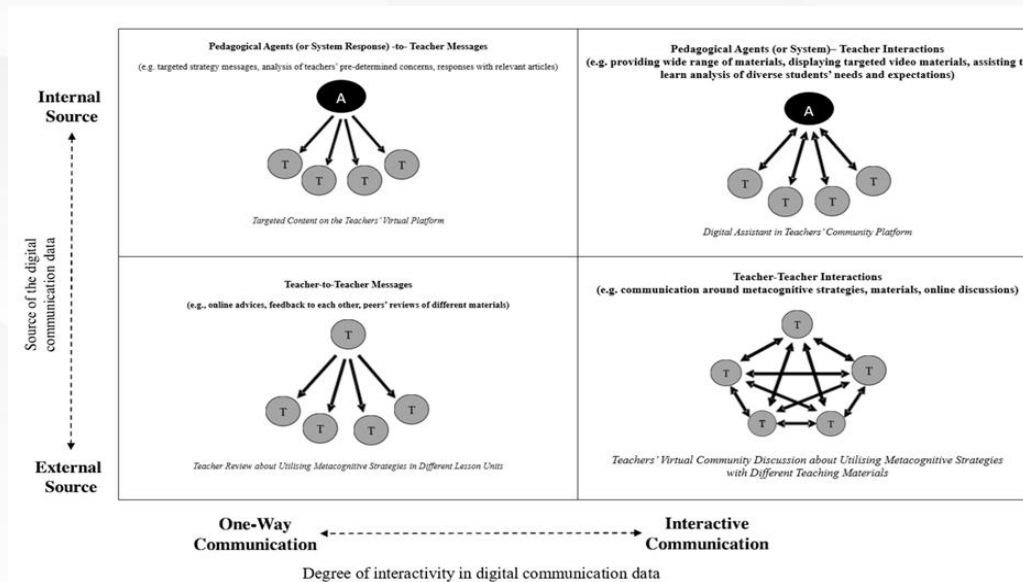 Pedagogical Agents (or System Response) -to- Teacher Messages
(e.g. targeted strategy messages, analysis of teachers' pre-determined concerns, responses with relevant articles)
A
T
T
T
T
Targeted Content on the Teachers' Virtual Platform
Pedagogical Agents (or System)– Teacher Interactions
(e.g. providing wide range of materials, displaying targeted video materials, assisting t
learn analysis of diverse students' needs and expectations)
A
T
T
T
T
Digital Assistant in Teachers' Community Platform
Internal
Source
Source of the digital
communication data
External
Source
Teacher-to-Teacher Messages
(e.g., online advices, feedback to each other, peers' reviews of different materials)
T
T
T
T
T
Teacher Review about Utilising Metacognitive Strategies in Different Lesson Units
Teacher-Teacher Interactions
(e.g. communication around metacognitive strategies, materials, online discussions)
T
T
T
T
T
Teachers' Virtual Community Discussion about Utilising Metacognitive Strategies
with Different Teaching Materials
One-Way
Communication
Interactive
Communication
Degree of interactivity in digital communication data